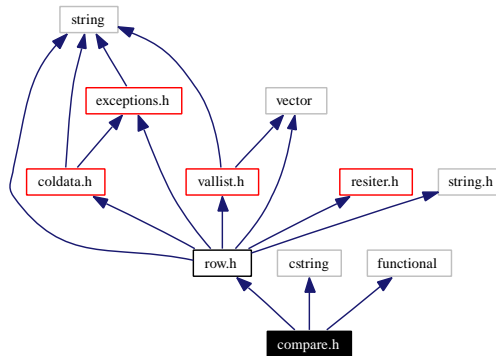 string
exceptions.h
vector
coldata.h
vallist.h
resiter.h
string.h
row.h
cstring
functional
compare.h